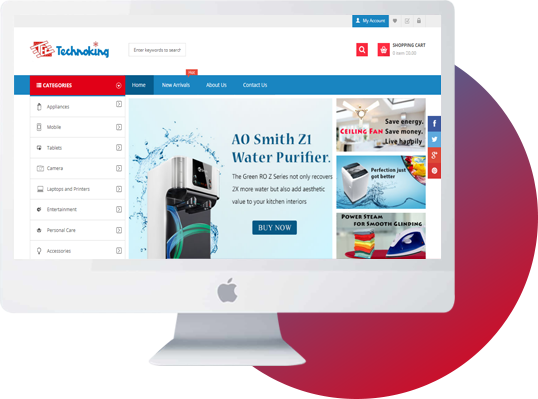 My Account
TEC Technoking
Enter keywords to search
SHOPPING CART
0 item £0.00
CATEGORIES
Home
New Arrivals
About Us
Contact Us
Appliances
Mobile
Tablets
Camera
Laptops and Printers
Entertainment
Personal Care
Accessories
AO Smith Z1
Water Purifier.
The Green RO Z Series not only recovers
2X more water but also add aesthetic
value to your kitchen interiors
BUY NOW
CEILING FAN
Save energy.
Save money.
Live happily
Perfection just
got better
POWER STEAM
FOR SMOOTH GLINDING